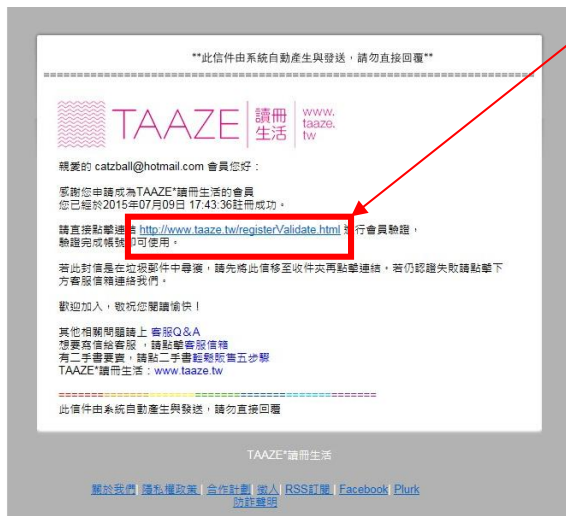 **此信件由系統自動產生與發送，請勿直接回覆**
TAAZE 讀冊生活 www.taaze.tw
親愛的 catzball@hotmail.com 會員您好：
感謝您申請成為TAAZE*讀冊生活的會員
您已經於2015年07月09日 17:43:36註冊成功。
請直接點擊連結 http://www.taaze.tw/registerValidate.html 進行會員驗證，
驗證完成帳號即可使用。
若此封信是在垃圾郵件中尋獲，請先將此信移至收件夾再點擊連結。若仍認證失敗請點擊下
方客服信箱連絡我們。
歡迎加入，敬祝您閱讀愉快！
其他相關問題請上 客服Q&A
想要寫信給客服 ，請點擊客服信箱
有二手書要賣，請點二手書輕鬆販售五步驟
TAAZE*讀冊生活：www.taaze.tw
此信件由系統自動產生與發送，請勿直接回覆
TAAZE*讀冊生活
關於我們| 隱私權政策 | 合作計劃| 徵人| RSS訂閱 | Facebook| Plurk
防詐聲明